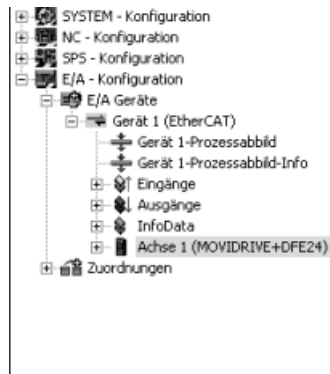 SYSTEM - Konfiguration
NC - Konfiguration
SPS - Konfiguration
E/A - Konfiguration
E/A Geräte
Gerät 1 (EtherCAT)
Gerät 1-Prozessabbild
Gerät 1-Prozessabbild-Info
Eingänge
Ausgänge
InfoData
Achse 1 (MOVIDRIVE+DFE24)
Zuordnungen